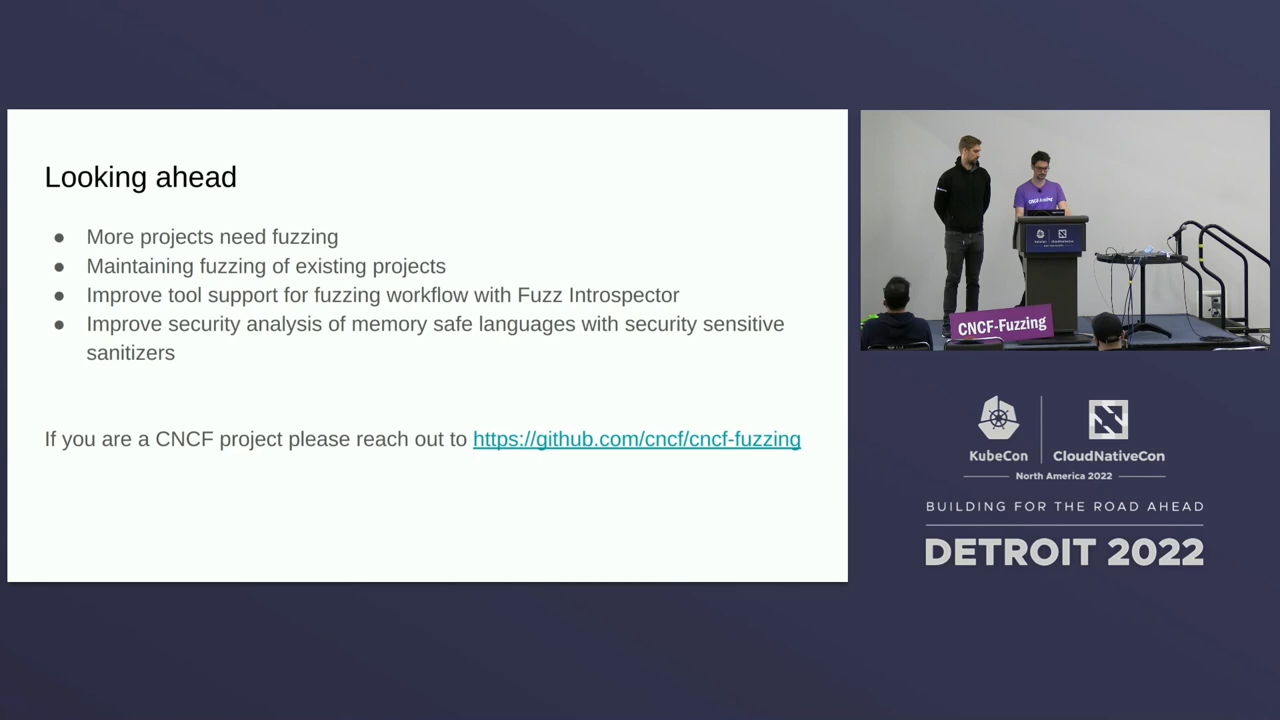 Looking ahead
● More projects need fuzzing
● Maintaining fuzzing of existing projects
● Improve tool support for fuzzing workflow with Fuzz Introspector
● Improve security analysis of memory safe languages with security sensitive
sanitizers
If you are a CNCF project please reach out to https://github.com/cncf/cncf-fuzzing
CNCF-Fuzzing
CNCF-Fuzzing
KubeCon
CloudNativeCon
North America 2022
BUILDING FOR THE ROAD AHEAD
DETROIT 2022